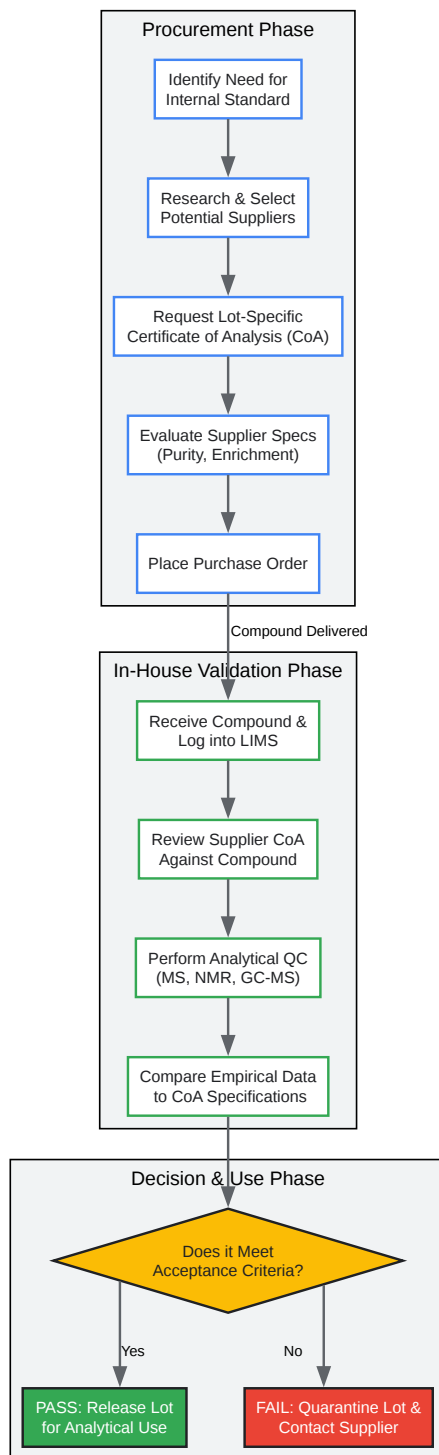 Procurement Phase
Identify Need for
Internal Standard
Research & Select
Potential Suppliers
Request Lot-Specific
Certificate of Analysis (CoA)
Evaluate Supplier Specs
(Purity, Enrichment)
Place Purchase Order
Compound Delivered
In-House Validation Phase
Receive Compound &
Log into LIMS
Review Supplier CoA
Against Compound
Perform Analytical QC
(MS, NMR, GC-MS)
Compare Empirical Data
to CoA Specifications
Decision & Use Phase
Does it Meet
Acceptance Criteria?
Yes
No
PASS: Release Lot
for Analytical Use
FAIL: Quarantine Lot &
Contact Supplier